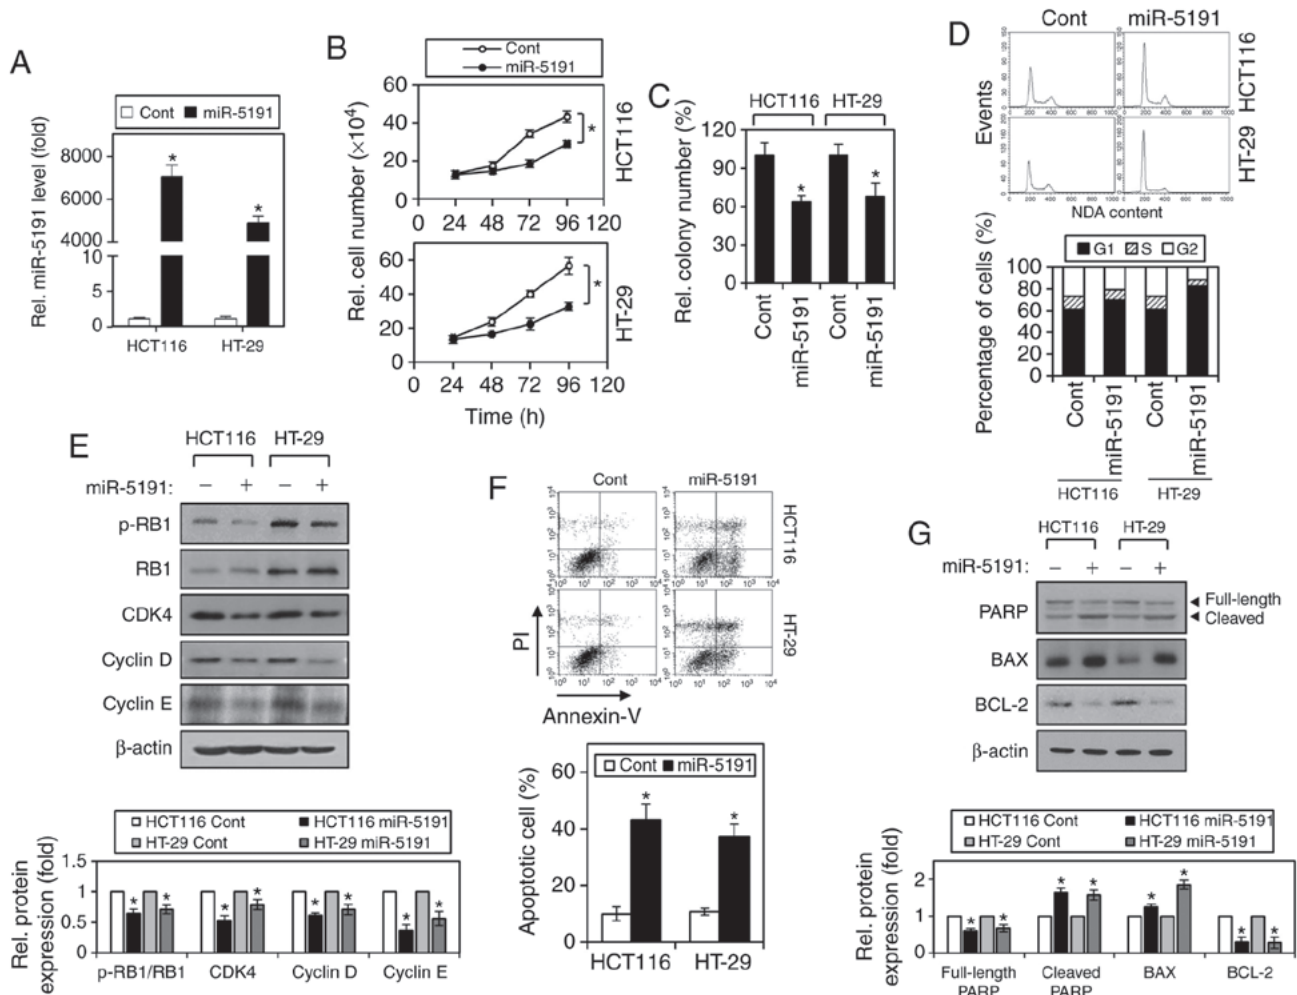 A
Cont miR-5191
Rel. miR-5191 level (fold)
8000
6000
4000
10
5
0
* *
HCT116 HT-29
B
Cont
miR-5191
Rel. cell number (×10⁴)
60
40
20
0
*
HCT116
0 24 48 72 96 120
60
40
20
0
*
HT-29
0 24 48 72 96 120
Time (h)
C
HCT116 HT-29
Rel. colony number (%)
120
90
60
30
0
* *
Cont miR-5191 Cont miR-5191
D
Cont miR-5191
Events
HCT116
HT-29
NDA content
G1 S G2
Percentage of cells (%)
100
80
60
40
20
0
Cont miR-5191 Cont miR-5191
HCT116 HT-29
E
HCT116 HT-29
miR-5191: − + − +
p-RB1
RB1
CDK4
Cyclin D
Cyclin E
β-actin
HCT116 Cont HCT116 miR-5191
HT-29 Cont HT-29 miR-5191
Rel. protein expression (fold)
1.5
1
0.5
0
* * * * * * * *
p-RB1/RB1 CDK4 Cyclin D Cyclin E
F
Cont miR-5191
HCT116
HT-29
10⁰ 10¹ 10² 10³ 10⁴
PI
Annexin-V
Cont miR-5191
Apoptotic cell (%)
60
40
20
0
* *
HCT116 HT-29
G
HCT116 HT-29
miR-5191: − + − +
PARP
Full-length
Cleaved
BAX
BCL-2
β-actin
HCT116 Cont HCT116 miR-5191
HT-29 Cont HT-29 miR-5191
Rel. protein expression (fold)
2
1
0
* * * * * * * *
Full-length PARP Cleaved PARP BAX BCL-2